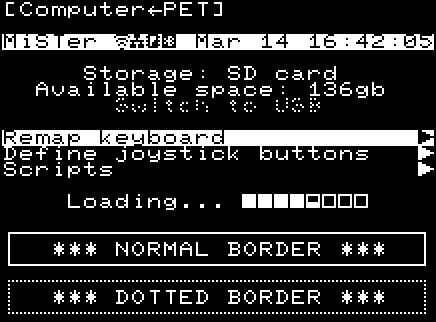 [Computer←PET]
MiSTer Mar 14 16:42:05
Storage: SD card
Available space: 136gb
Switch to USB
Remap keyboard ►
Define joystick buttons ►
Scripts ►
Loading...
*** NORMAL BORDER ***
*** DOTTED BORDER ***